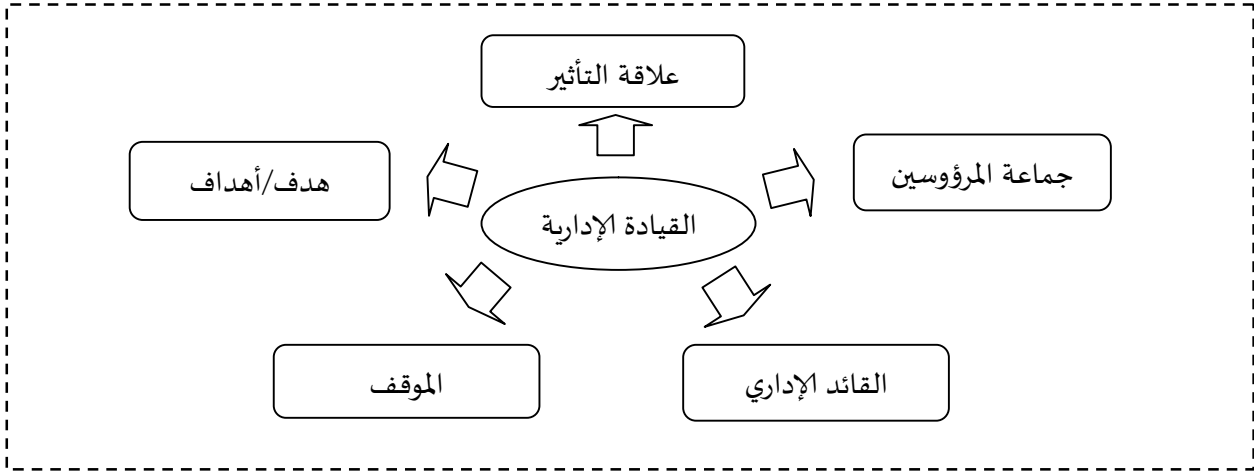 علاقة التأثير
جماعة المرؤوسين
هدف/أهداف
القيادة الإدارية
القائد الإداري
الموقف